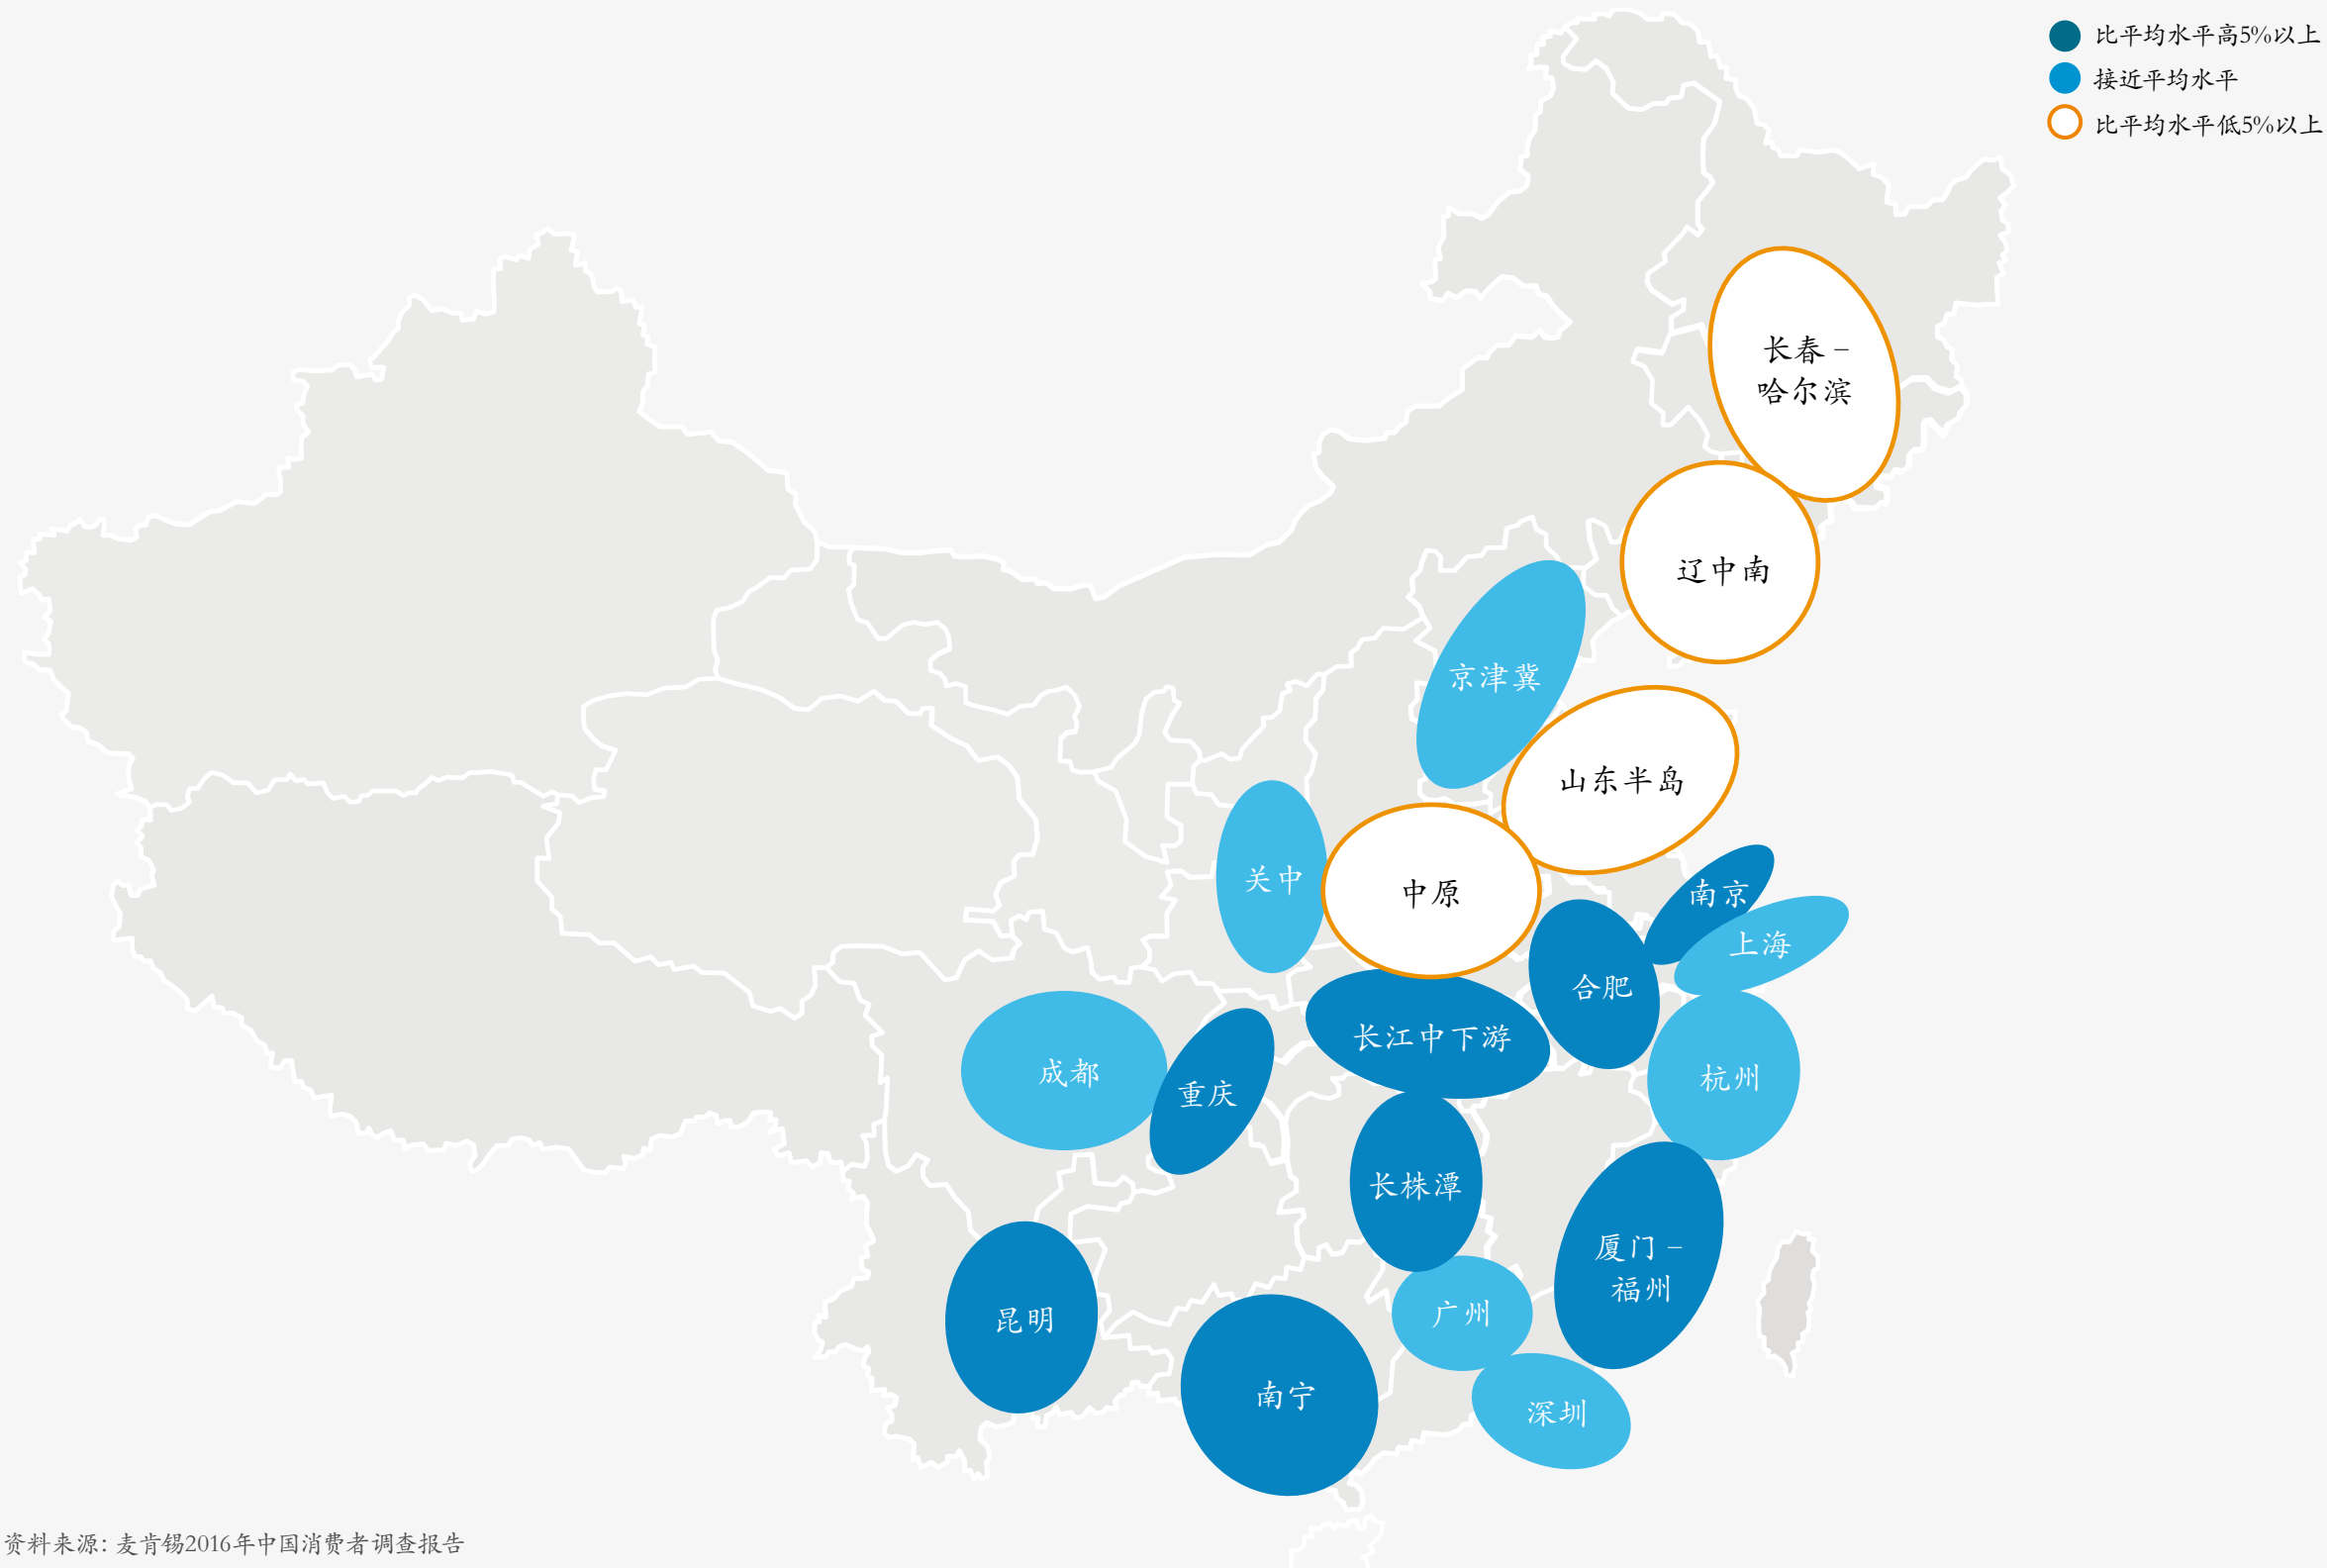 比平均水平高5%以上
接近平均水平
比平均水平低5%以上
长春 –
哈尔滨
辽中南
京津冀
山东半岛
关中
中原
南京
上海
合肥
长江中下游
成都
重庆
杭州
长株潭
厦门 –
福州
昆明
广州
南宁
深圳
资料来源: 麦肯锡2016年中国消费者调查报告